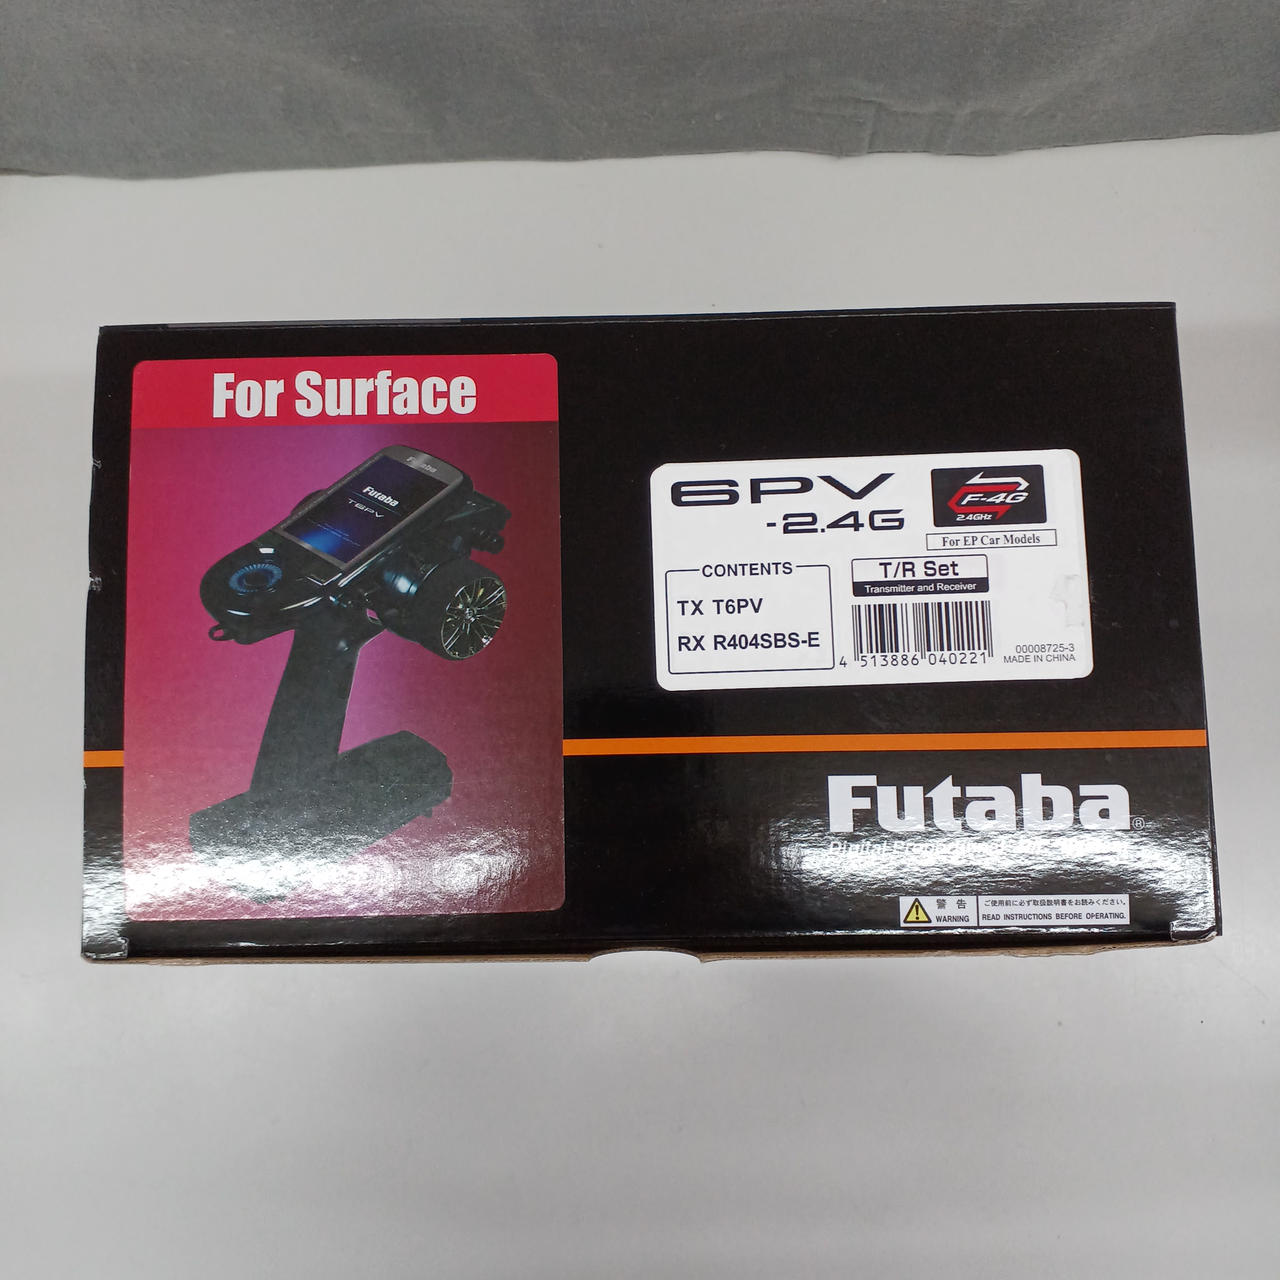 For Surface
Futaba
Futaba
T6PV
6PV
-2.4G
F-4G
2.4GHz
For EP Car Models
CONTENTS
TX T6PV
RX R404SBS-E
T/R Set
Transmitter and Receiver
4 513886 040221
00008725-3
MADE IN CHINA
Futaba®
Digital Proportional
警告
WARNING
ご使用前に必ず取扱説明書をお読みください。
READ INSTRUCTIONS BEFORE OPERATING.